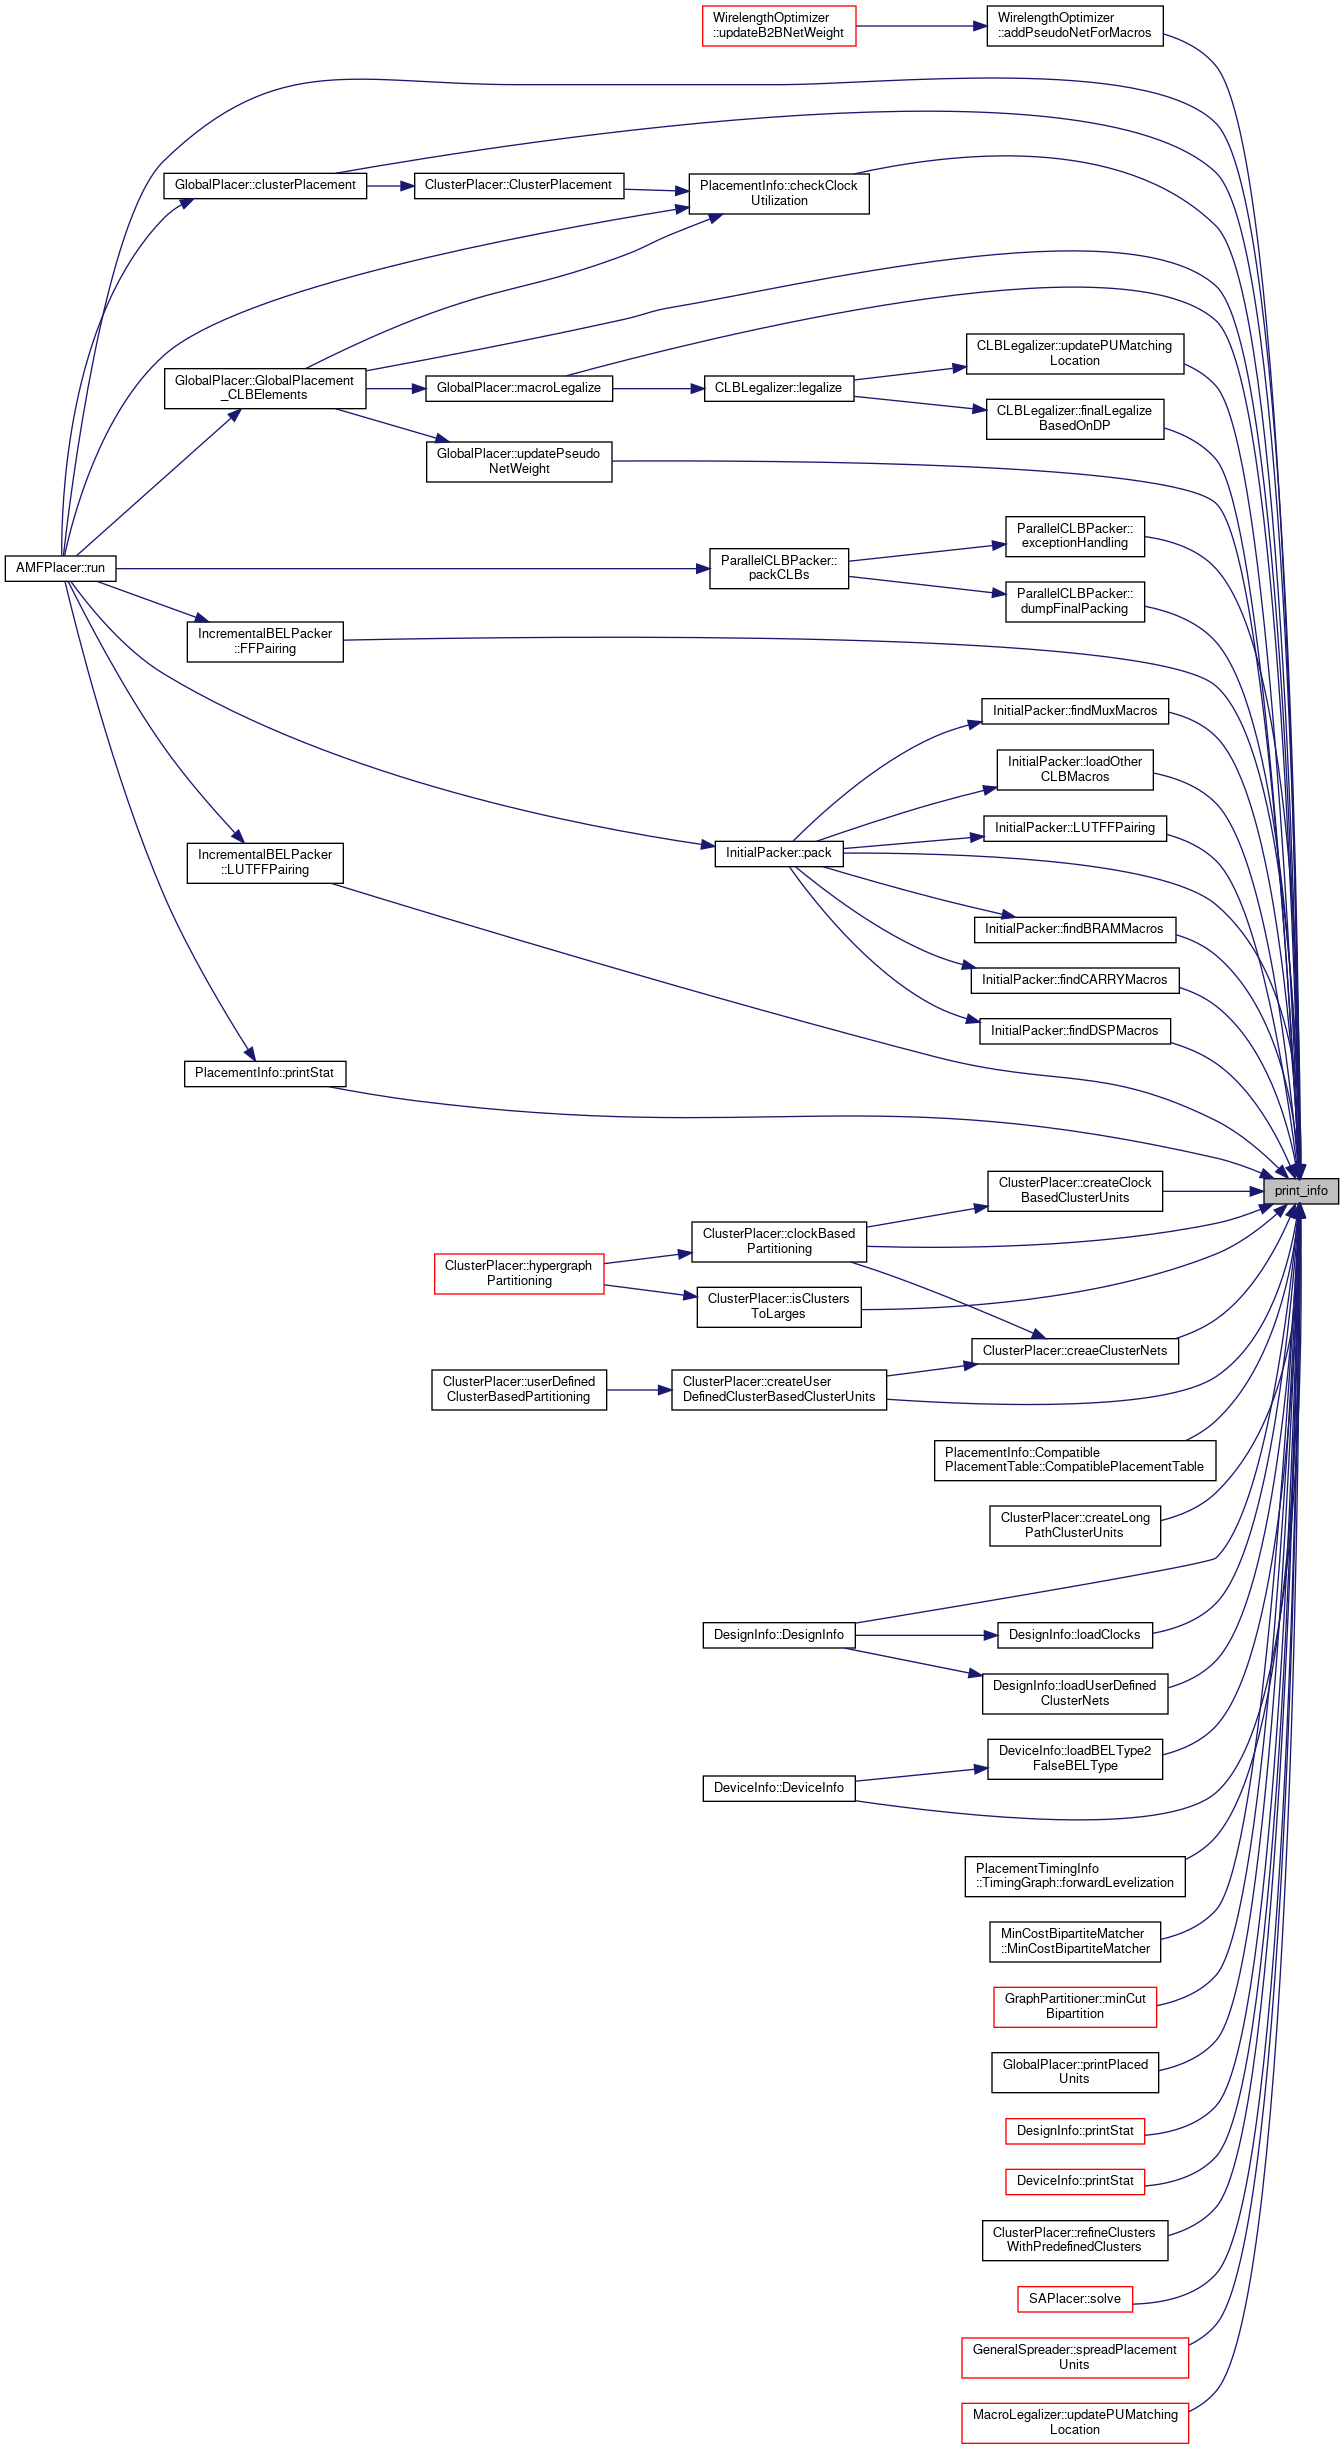 WirelengthOptimizer
::updateB2BNetWeight
WirelengthOptimizer
::addPseudoNetForMacros
GlobalPlacer::clusterPlacement
ClusterPlacer::ClusterPlacement
PlacementInfo::checkClock
Utilization
GlobalPlacer::GlobalPlacement
_CLBElements
GlobalPlacer::macroLegalize
CLBLegalizer::legalize
CLBLegalizer::updatePUMatching
Location
CLBLegalizer::finalLegalize
BasedOnDP
GlobalPlacer::updatePseudo
NetWeight
AMFPlacer::run
ParallelCLBPacker::
packCLBs
ParallelCLBPacker::
exceptionHandling
ParallelCLBPacker::
dumpFinalPacking
IncrementalBELPacker
::FFPairing
InitialPacker::findMuxMacros
InitialPacker::loadOther
CLBMacros
InitialPacker::LUTFFPairing
InitialPacker::pack
IncrementalBELPacker
::LUTFFPairing
InitialPacker::findBRAMMacros
InitialPacker::findCARRYMacros
InitialPacker::findDSPMacros
PlacementInfo::printStat
print_info
ClusterPlacer::createClock
BasedClusterUnits
ClusterPlacer::clockBased
Partitioning
ClusterPlacer::hypergraph
Partitioning
ClusterPlacer::isClusters
ToLarges
ClusterPlacer::creaeClusterNets
ClusterPlacer::userDefined
ClusterBasedPartitioning
ClusterPlacer::createUser
DefinedClusterBasedClusterUnits
PlacementInfo::Compatible
PlacementTable::CompatiblePlacementTable
ClusterPlacer::createLong
PathClusterUnits
DesignInfo::DesignInfo
DesignInfo::loadClocks
DesignInfo::loadUserDefined
ClusterNets
DeviceInfo::loadBELType2
FalseBELType
DeviceInfo::DeviceInfo
PlacementTimingInfo
::TimingGraph::forwardLevelization
MinCostBipartiteMatcher
::MinCostBipartiteMatcher
GraphPartitioner::minCut
Bipartition
GlobalPlacer::printPlaced
Units
DesignInfo::printStat
DeviceInfo::printStat
ClusterPlacer::refineClusters
WithPredefinedClusters
SAPlacer::solve
GeneralSpreader::spreadPlacement
Units
MacroLegalizer::updatePUMatching
Location